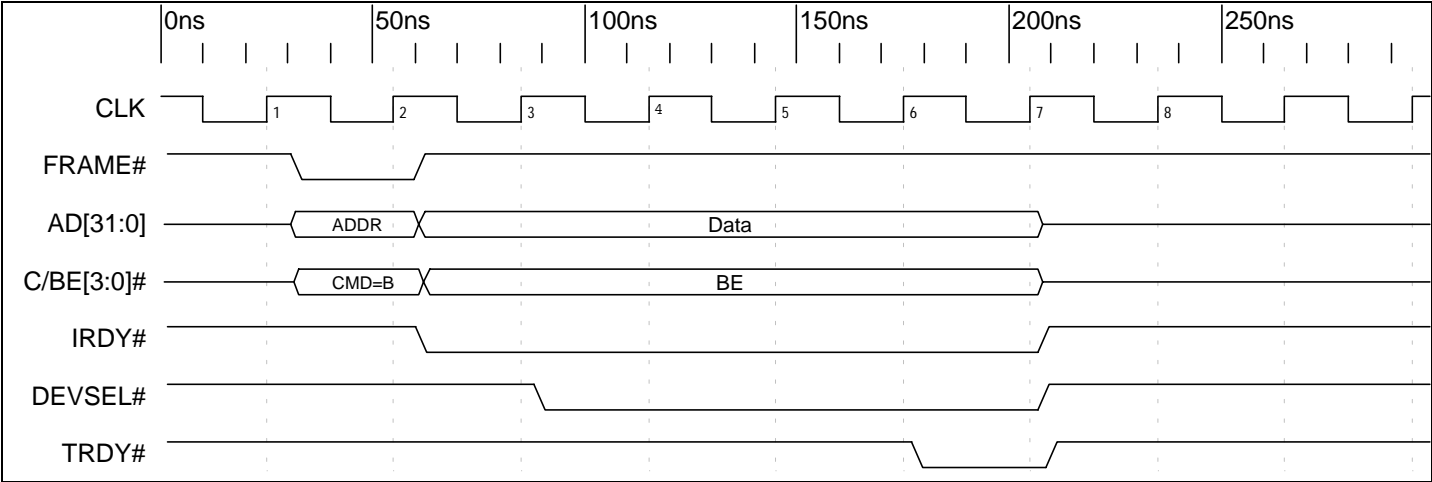 0ns 50ns 100ns 150ns 200ns 250ns
CLK 1 2 3 4 5 6 7 8
FRAME#
AD[31:0] ADDR Data
C/BE[3:0]# CMD=B BE
IRDY#
DEVSEL#
TRDY#